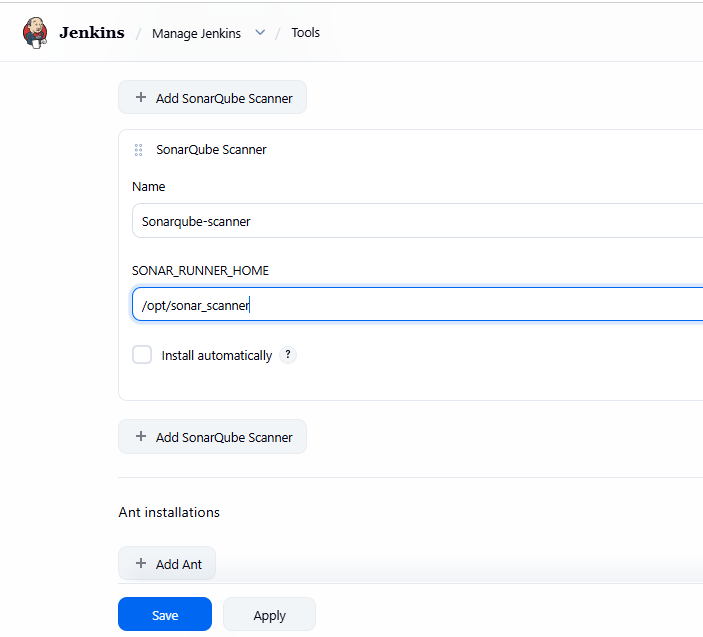 Jenkins / Manage Jenkins / Tools
+ Add SonarQube Scanner
SonarQube Scanner
Name
Sonarqube-scanner
SONAR_RUNNER_HOME
/opt/sonar_scanner
Install automatically ?
+ Add SonarQube Scanner
Ant installations
+ Add Ant
Save Apply